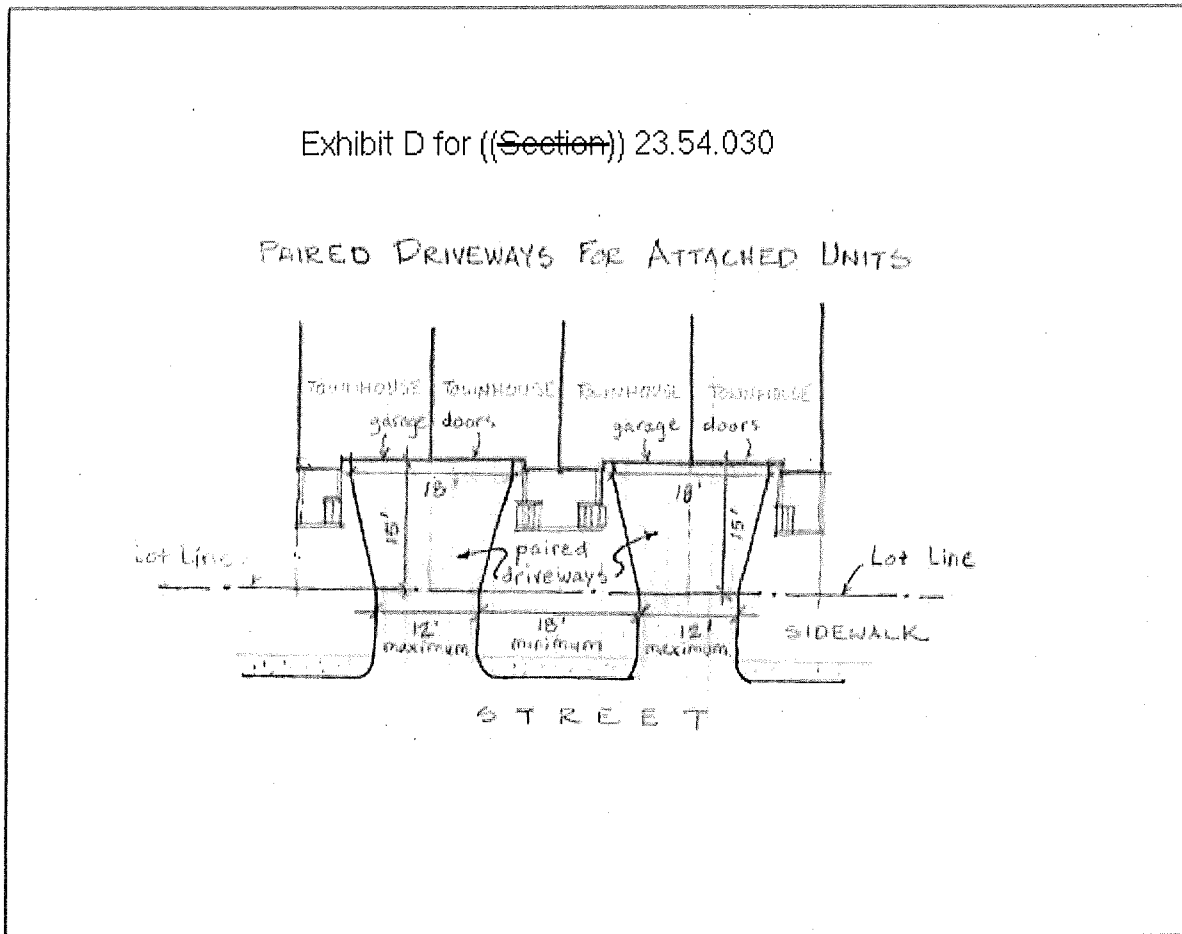 Exhibit D for ((Section)) 23.54.030
PAIRED DRIVEWAYS FOR ATTACHED UNITS
TOWNHOUSE TOWNHOUSE TOWNHOUSE TOWNHOUSE
garage doors garage doors
18' 18'
15' 15'
paired
driveways
Lot Line Lot Line
12' 18' 12'
maximum minimum maximum
SIDEWALK
STREET